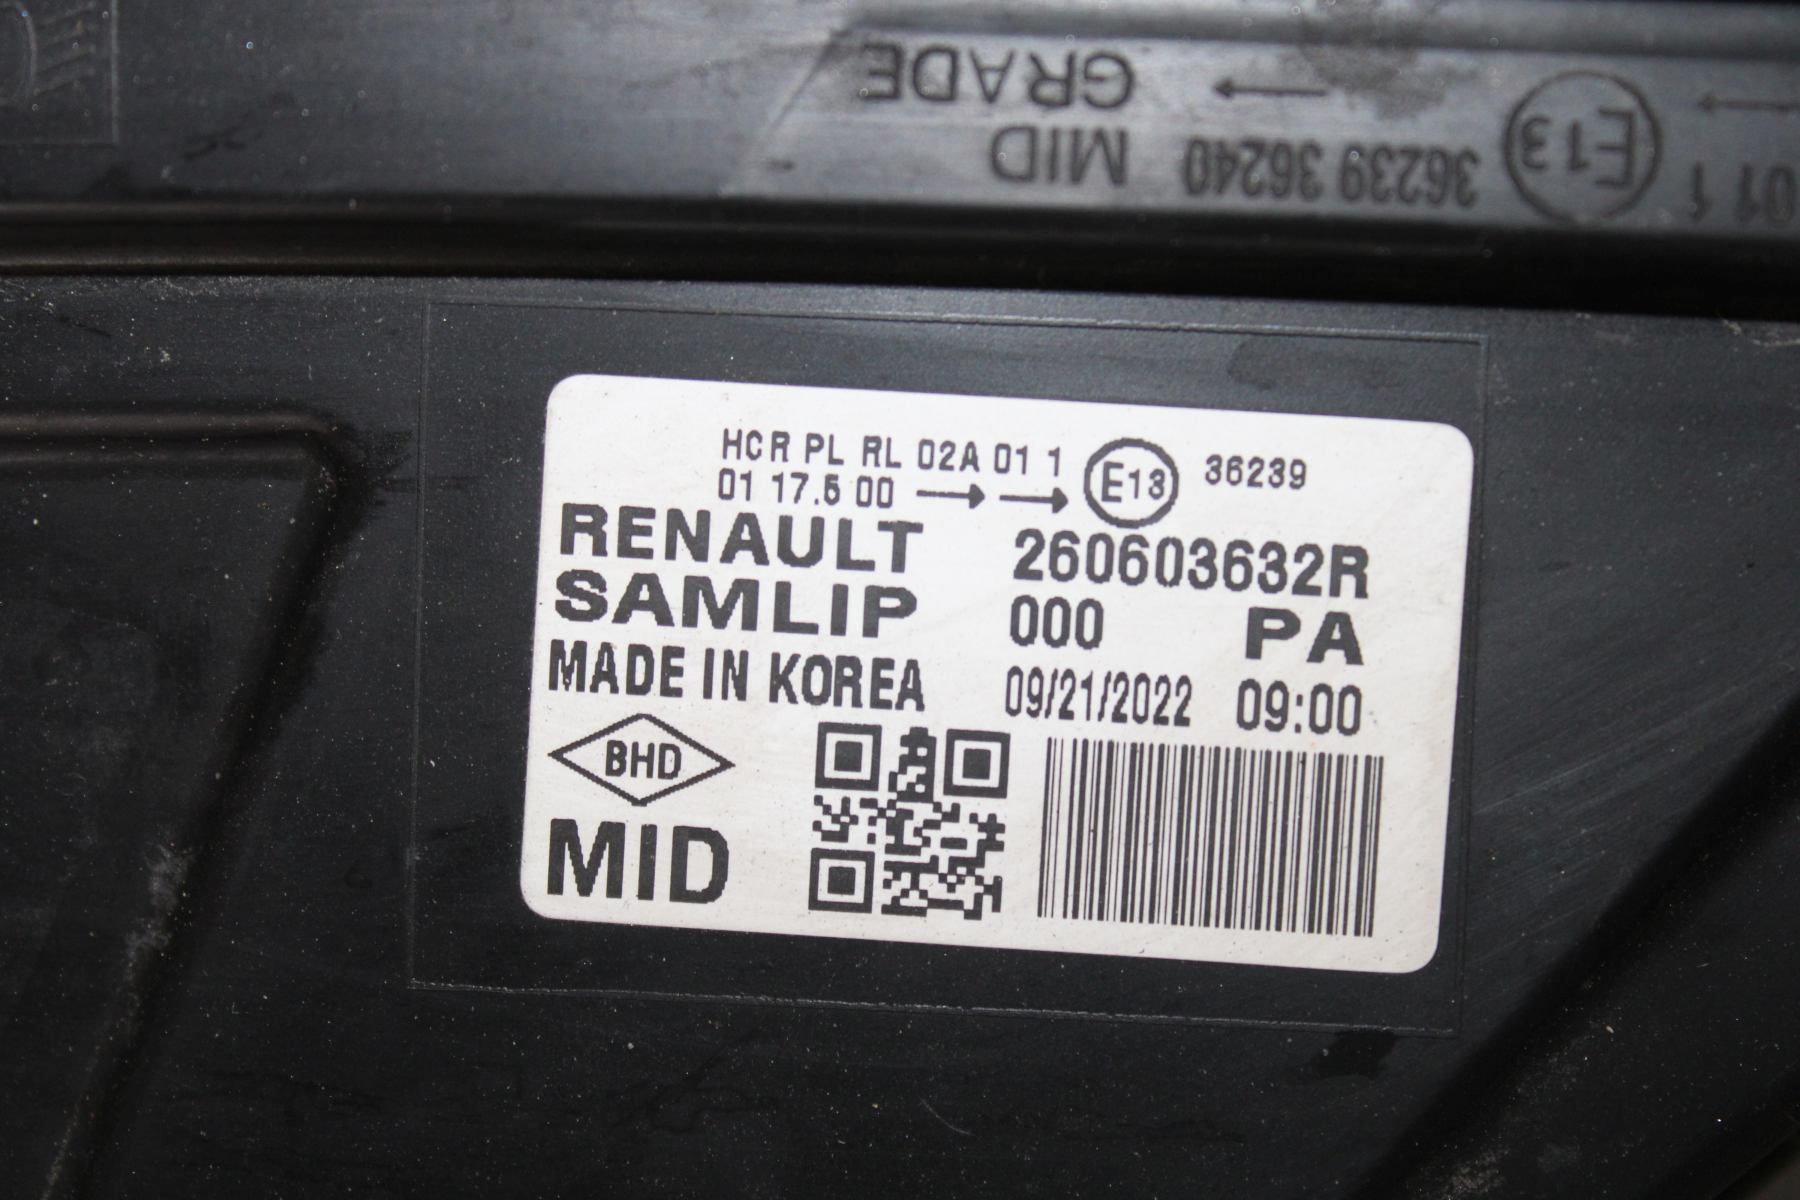 GRADE
MID 36239 36240 E13 011
HCR PL RL 02A 01 1 E13 36239
01 17.5 00 → →
RENAULT 260603632R
SAMLIP 000 PA
MADE IN KOREA 09/21/2022 09:00
BHD
MID